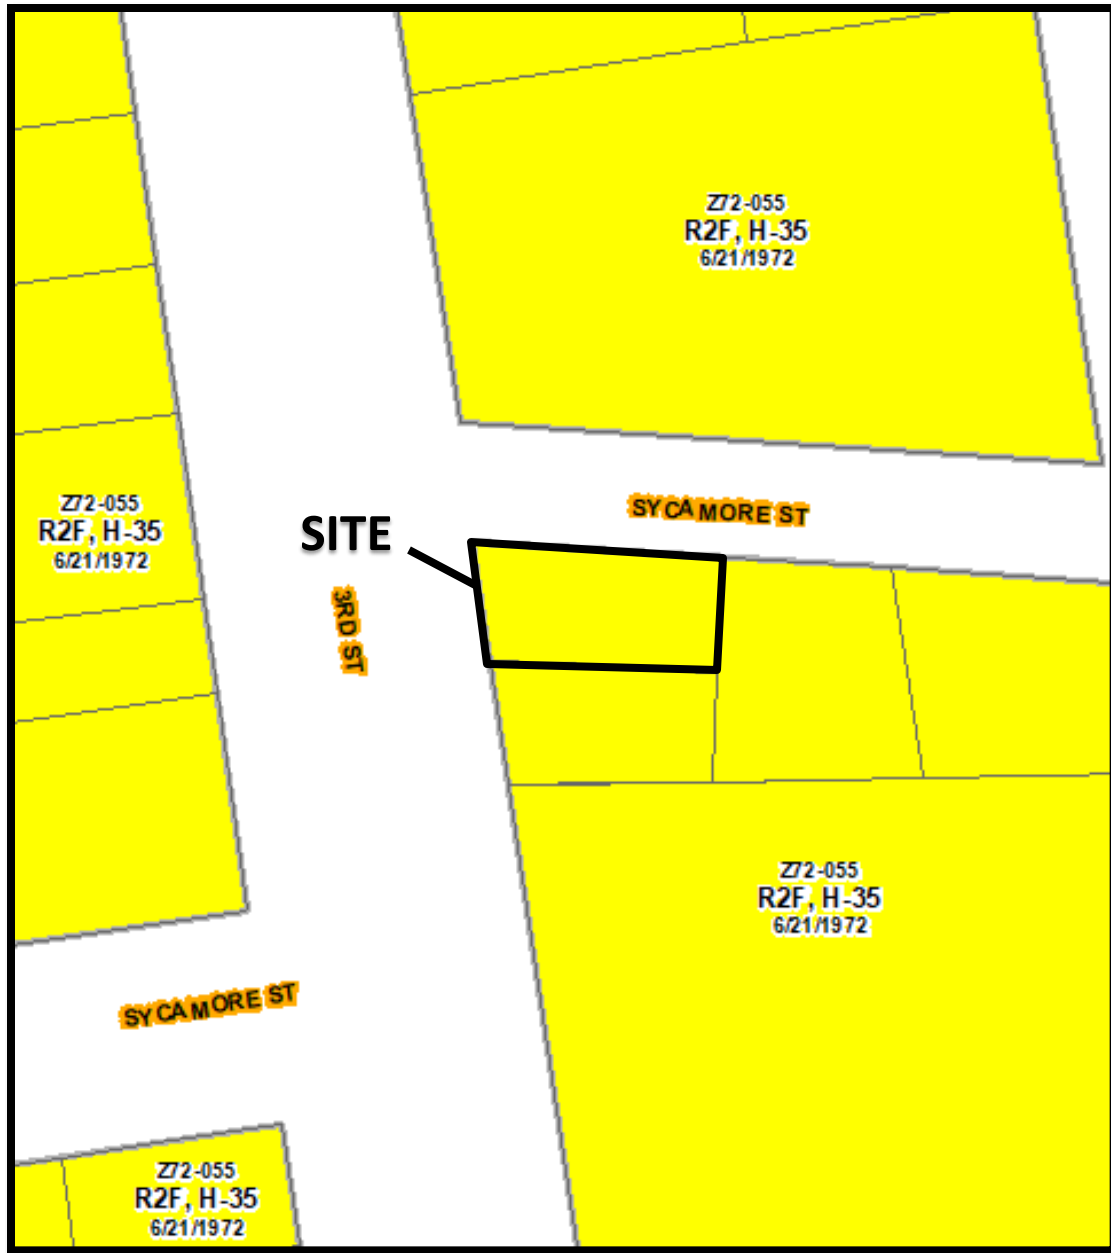 Z72-055
R2F, H-35
6/21/1972
Z72-055
R2F, H-35
6/21/1972
SYCAMORE ST
SITE
3RD ST
Z72-055
R2F, H-35
6/21/1972
SYCAMORE ST
Z72-055
R2F, H-35
6/21/1972